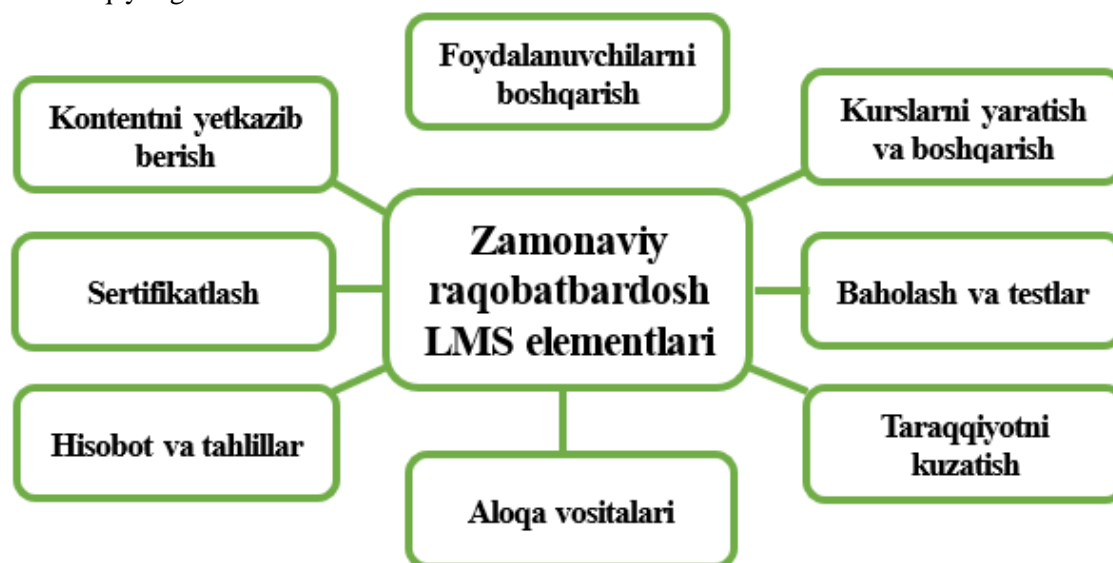 Foydalanuvchilarni
boshqarish
Kontentni yetkazib
berish
Kurslarni yaratish
va boshqarish
Zamonaviy
raqobatbardosh
LMS elementlari
Sertifikatlash
Baholash va testlar
Hisobot va tahlillar
Taraqqiyotni
kuzatish
Aloqa vositalari